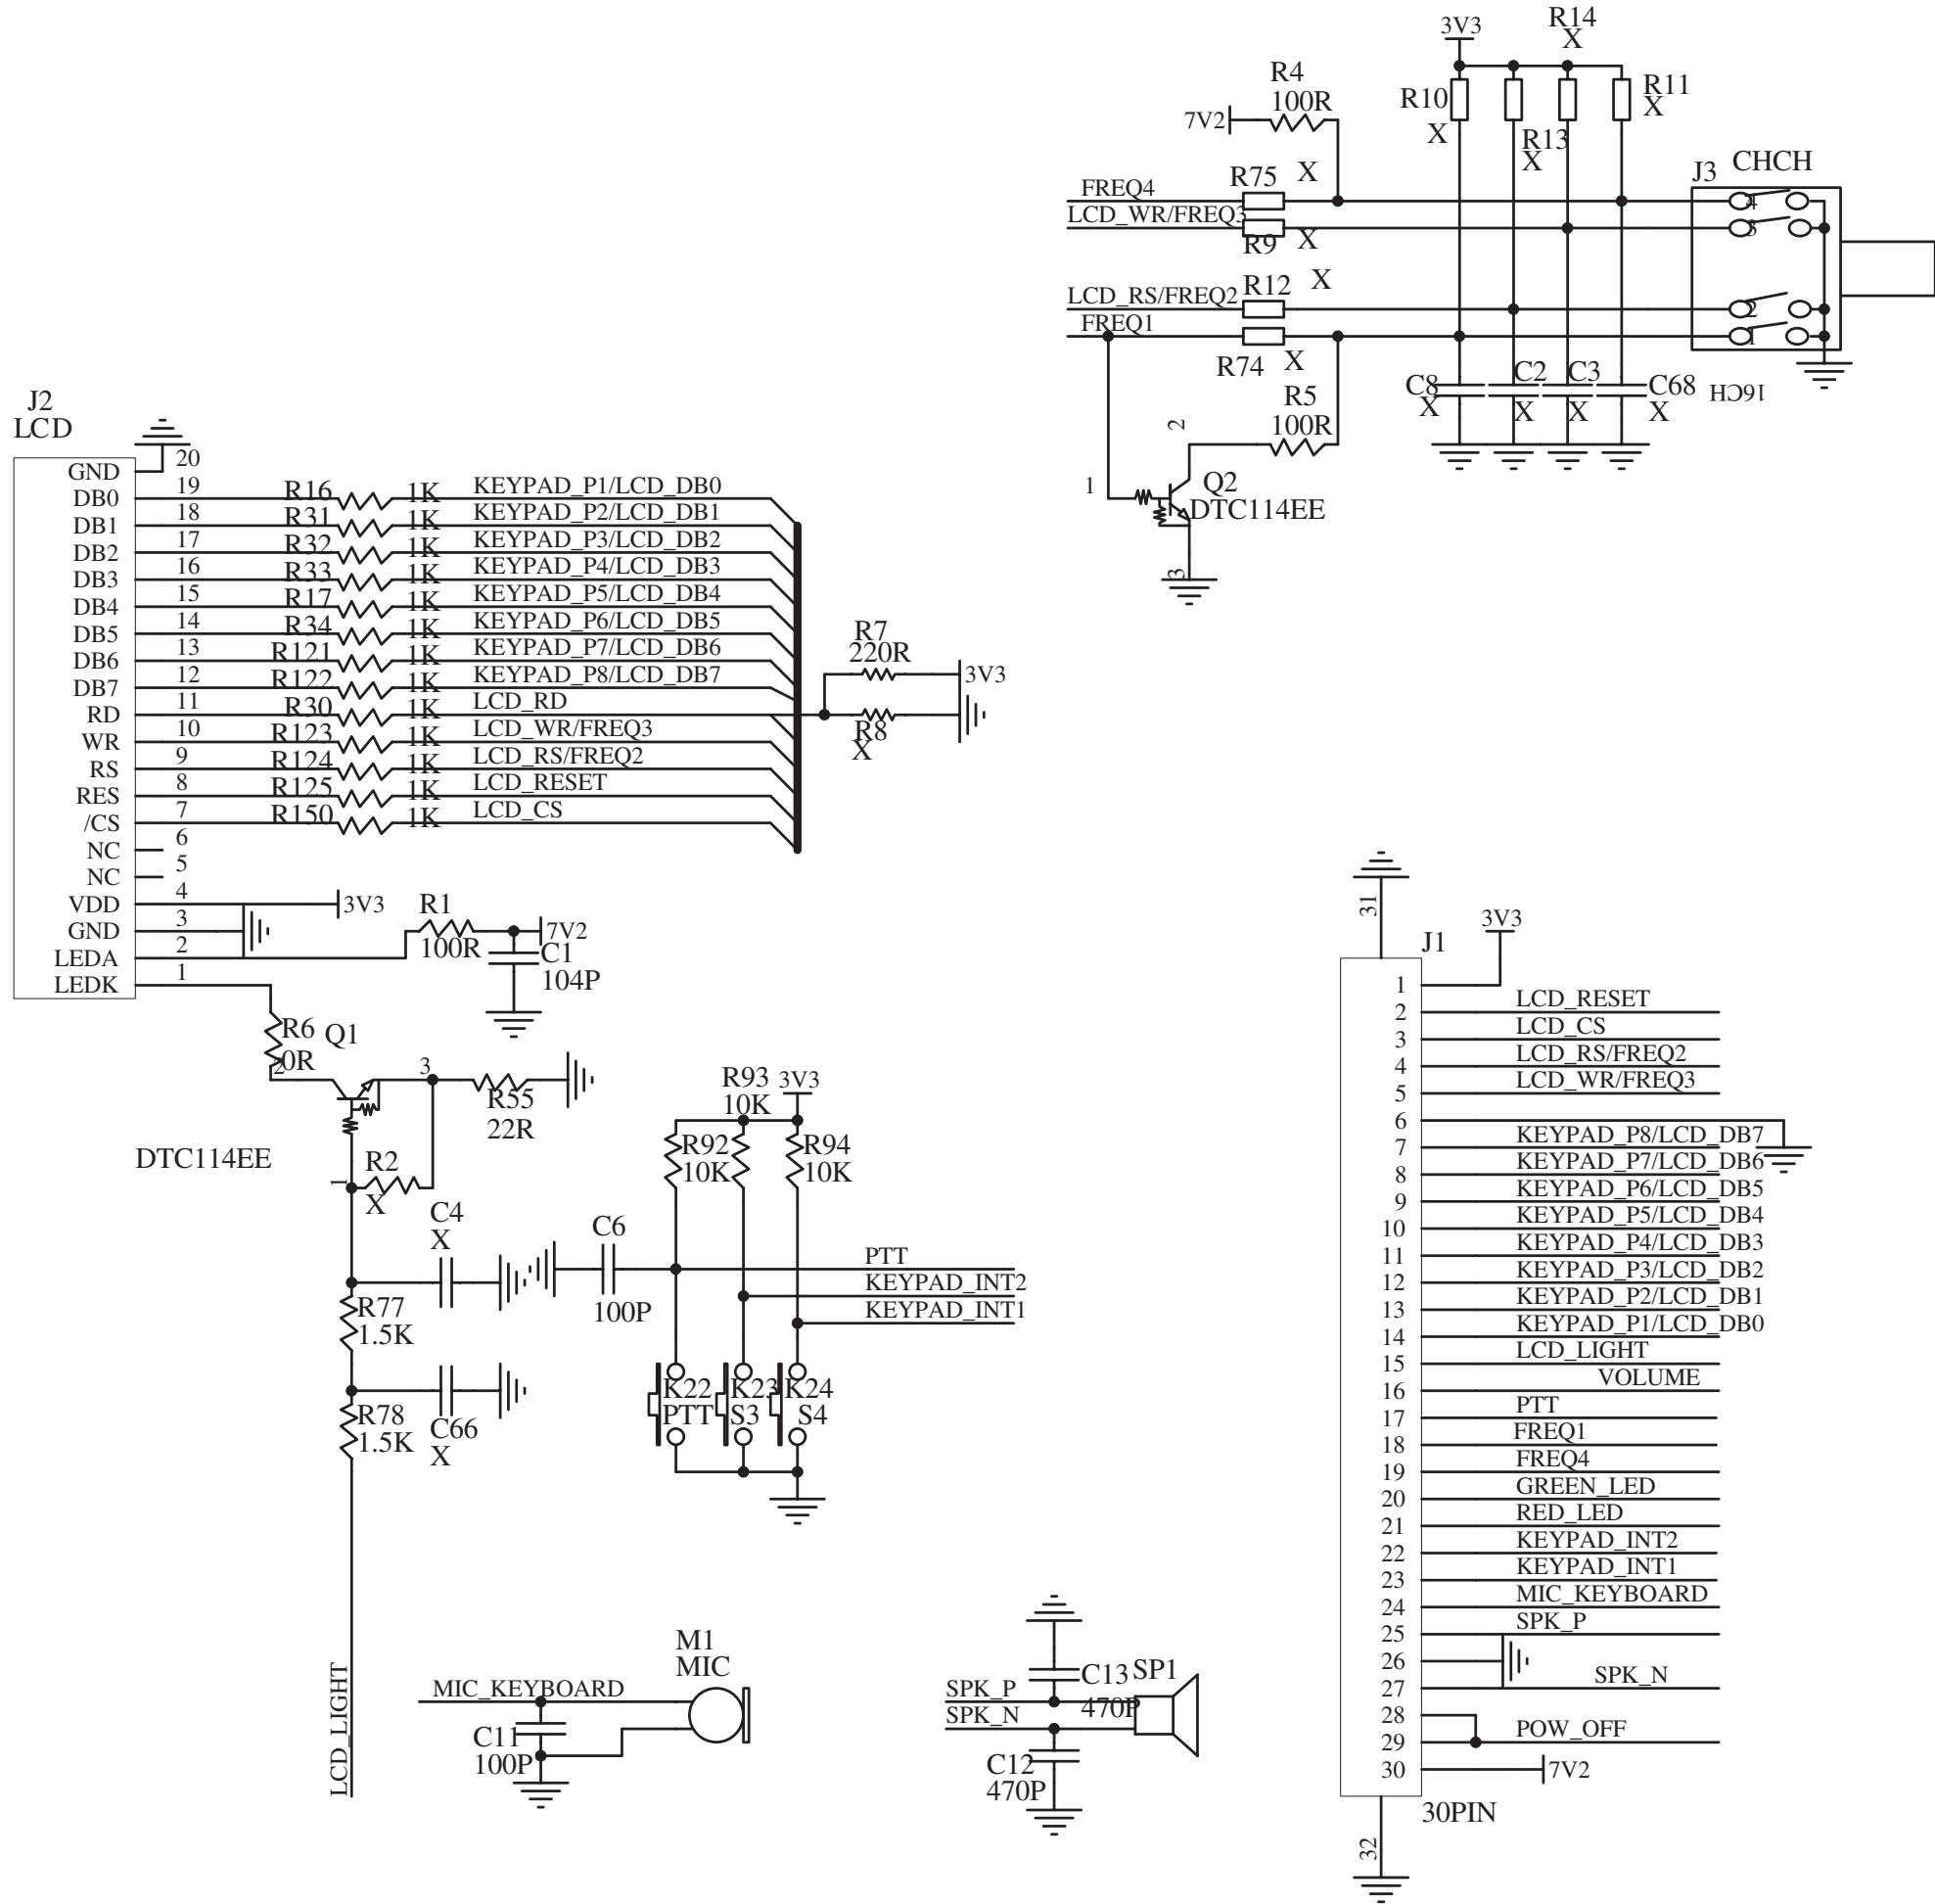 3V3
R14
X
R4
100R
7V2
R10
X
R13
X
R11
X
CHCH
J3
FREQ4
R75 X
LCD_WR/FREQ3
R9 X
4
3
LCD_RS/FREQ2
R12 X
FREQ1
R74 X
2
1
C8
X
C2
X
C3
X
C68
X
16CH
R5
100R
2
1
Q2
DTC114EE
3
J2
LCD
GND 20
DB0 19 R16 1K KEYPAD_P1/LCD_DB0
DB1 18 R31 1K KEYPAD_P2/LCD_DB1
DB2 17 R32 1K KEYPAD_P3/LCD_DB2
DB3 16 R33 1K KEYPAD_P4/LCD_DB3
DB4 15 R17 1K KEYPAD_P5/LCD_DB4
DB5 14 R34 1K KEYPAD_P6/LCD_DB5
DB6 13 R121 1K KEYPAD_P7/LCD_DB6
DB7 12 R122 1K KEYPAD_P8/LCD_DB7
RD 11 R30 1K LCD_RD
WR 10 R123 1K LCD_WR/FREQ3
RS 9 R124 1K LCD_RS/FREQ2
RES 8 R125 1K LCD_RESET
/CS 7 R150 1K LCD_CS
NC 6
NC 5
VDD 4 3V3
GND 3
LEDA 2
LEDK 1
R7
220R
3V3
R8
X
R1
100R
7V2
C1
104P
R6
0R
Q1
2
3
R55
22R
DTC114EE
1
R2
X
C4
X
R77
1.5K
R78
1.5K
C66
X
LCD_LIGHT
C6
100P
R93
10K
3V3
R92
10K
R94
10K
PTT
KEYPAD_INT2
KEYPAD_INT1
K22
PTT
K23
S3
K24
S4
M1
MIC
MIC_KEYBOARD
C11
100P
C13
470P
SP1
SPK_P
SPK_N
C12
470P
31
J1
3V3
1
2 LCD_RESET
3 LCD_CS
4 LCD_RS/FREQ2
5 LCD_WR/FREQ3
6
7 KEYPAD_P8/LCD_DB7
8 KEYPAD_P7/LCD_DB6
9 KEYPAD_P6/LCD_DB5
10 KEYPAD_P5/LCD_DB4
11 KEYPAD_P4/LCD_DB3
12 KEYPAD_P3/LCD_DB2
13 KEYPAD_P2/LCD_DB1
14 KEYPAD_P1/LCD_DB0
15 LCD_LIGHT
16 VOLUME
17 PTT
18 FREQ1
19 FREQ4
20 GREEN_LED
21 RED_LED
22 KEYPAD_INT2
23 KEYPAD_INT1
24 MIC_KEYBOARD
25 SPK_P
26
27 SPK_N
28
29 POW_OFF
30 7V2
30PIN
32